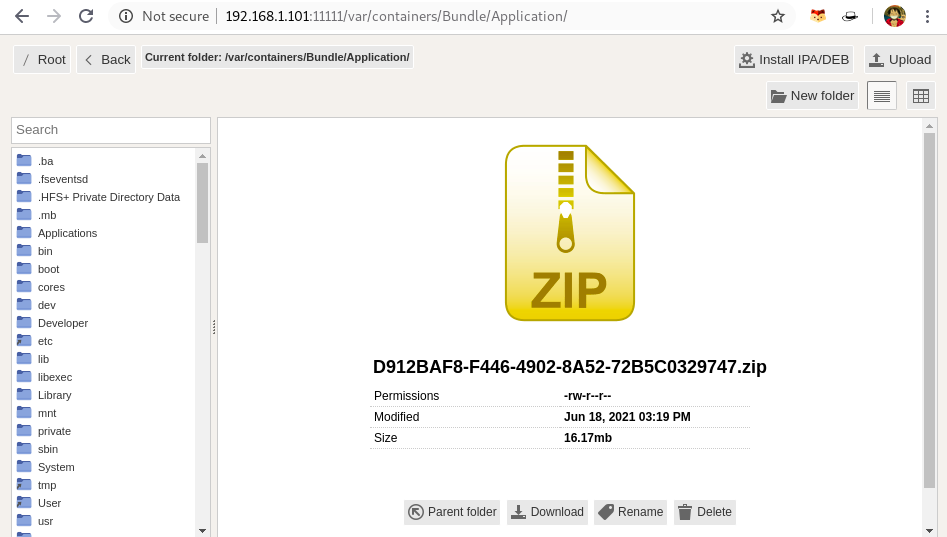 Not secure | 192.168.1.101:11111/var/containers/Bundle/Application/
/ Root
Back
Current folder: /var/containers/Bundle/Application/
Install IPA/DEB
Upload
New folder
Search
.ba
.fseventsd
.HFS+ Private Directory Data
.mb
Applications
bin
boot
cores
dev
Developer
etc
lib
libexec
Library
mnt
private
sbin
System
tmp
User
usr
ZIP
D912BAF8-F446-4902-8A52-72B5C0329747.zip
Permissions -rw-r--r--
Modified Jun 18, 2021 03:19 PM
Size 16.17mb
Parent folder
Download
Rename
Delete